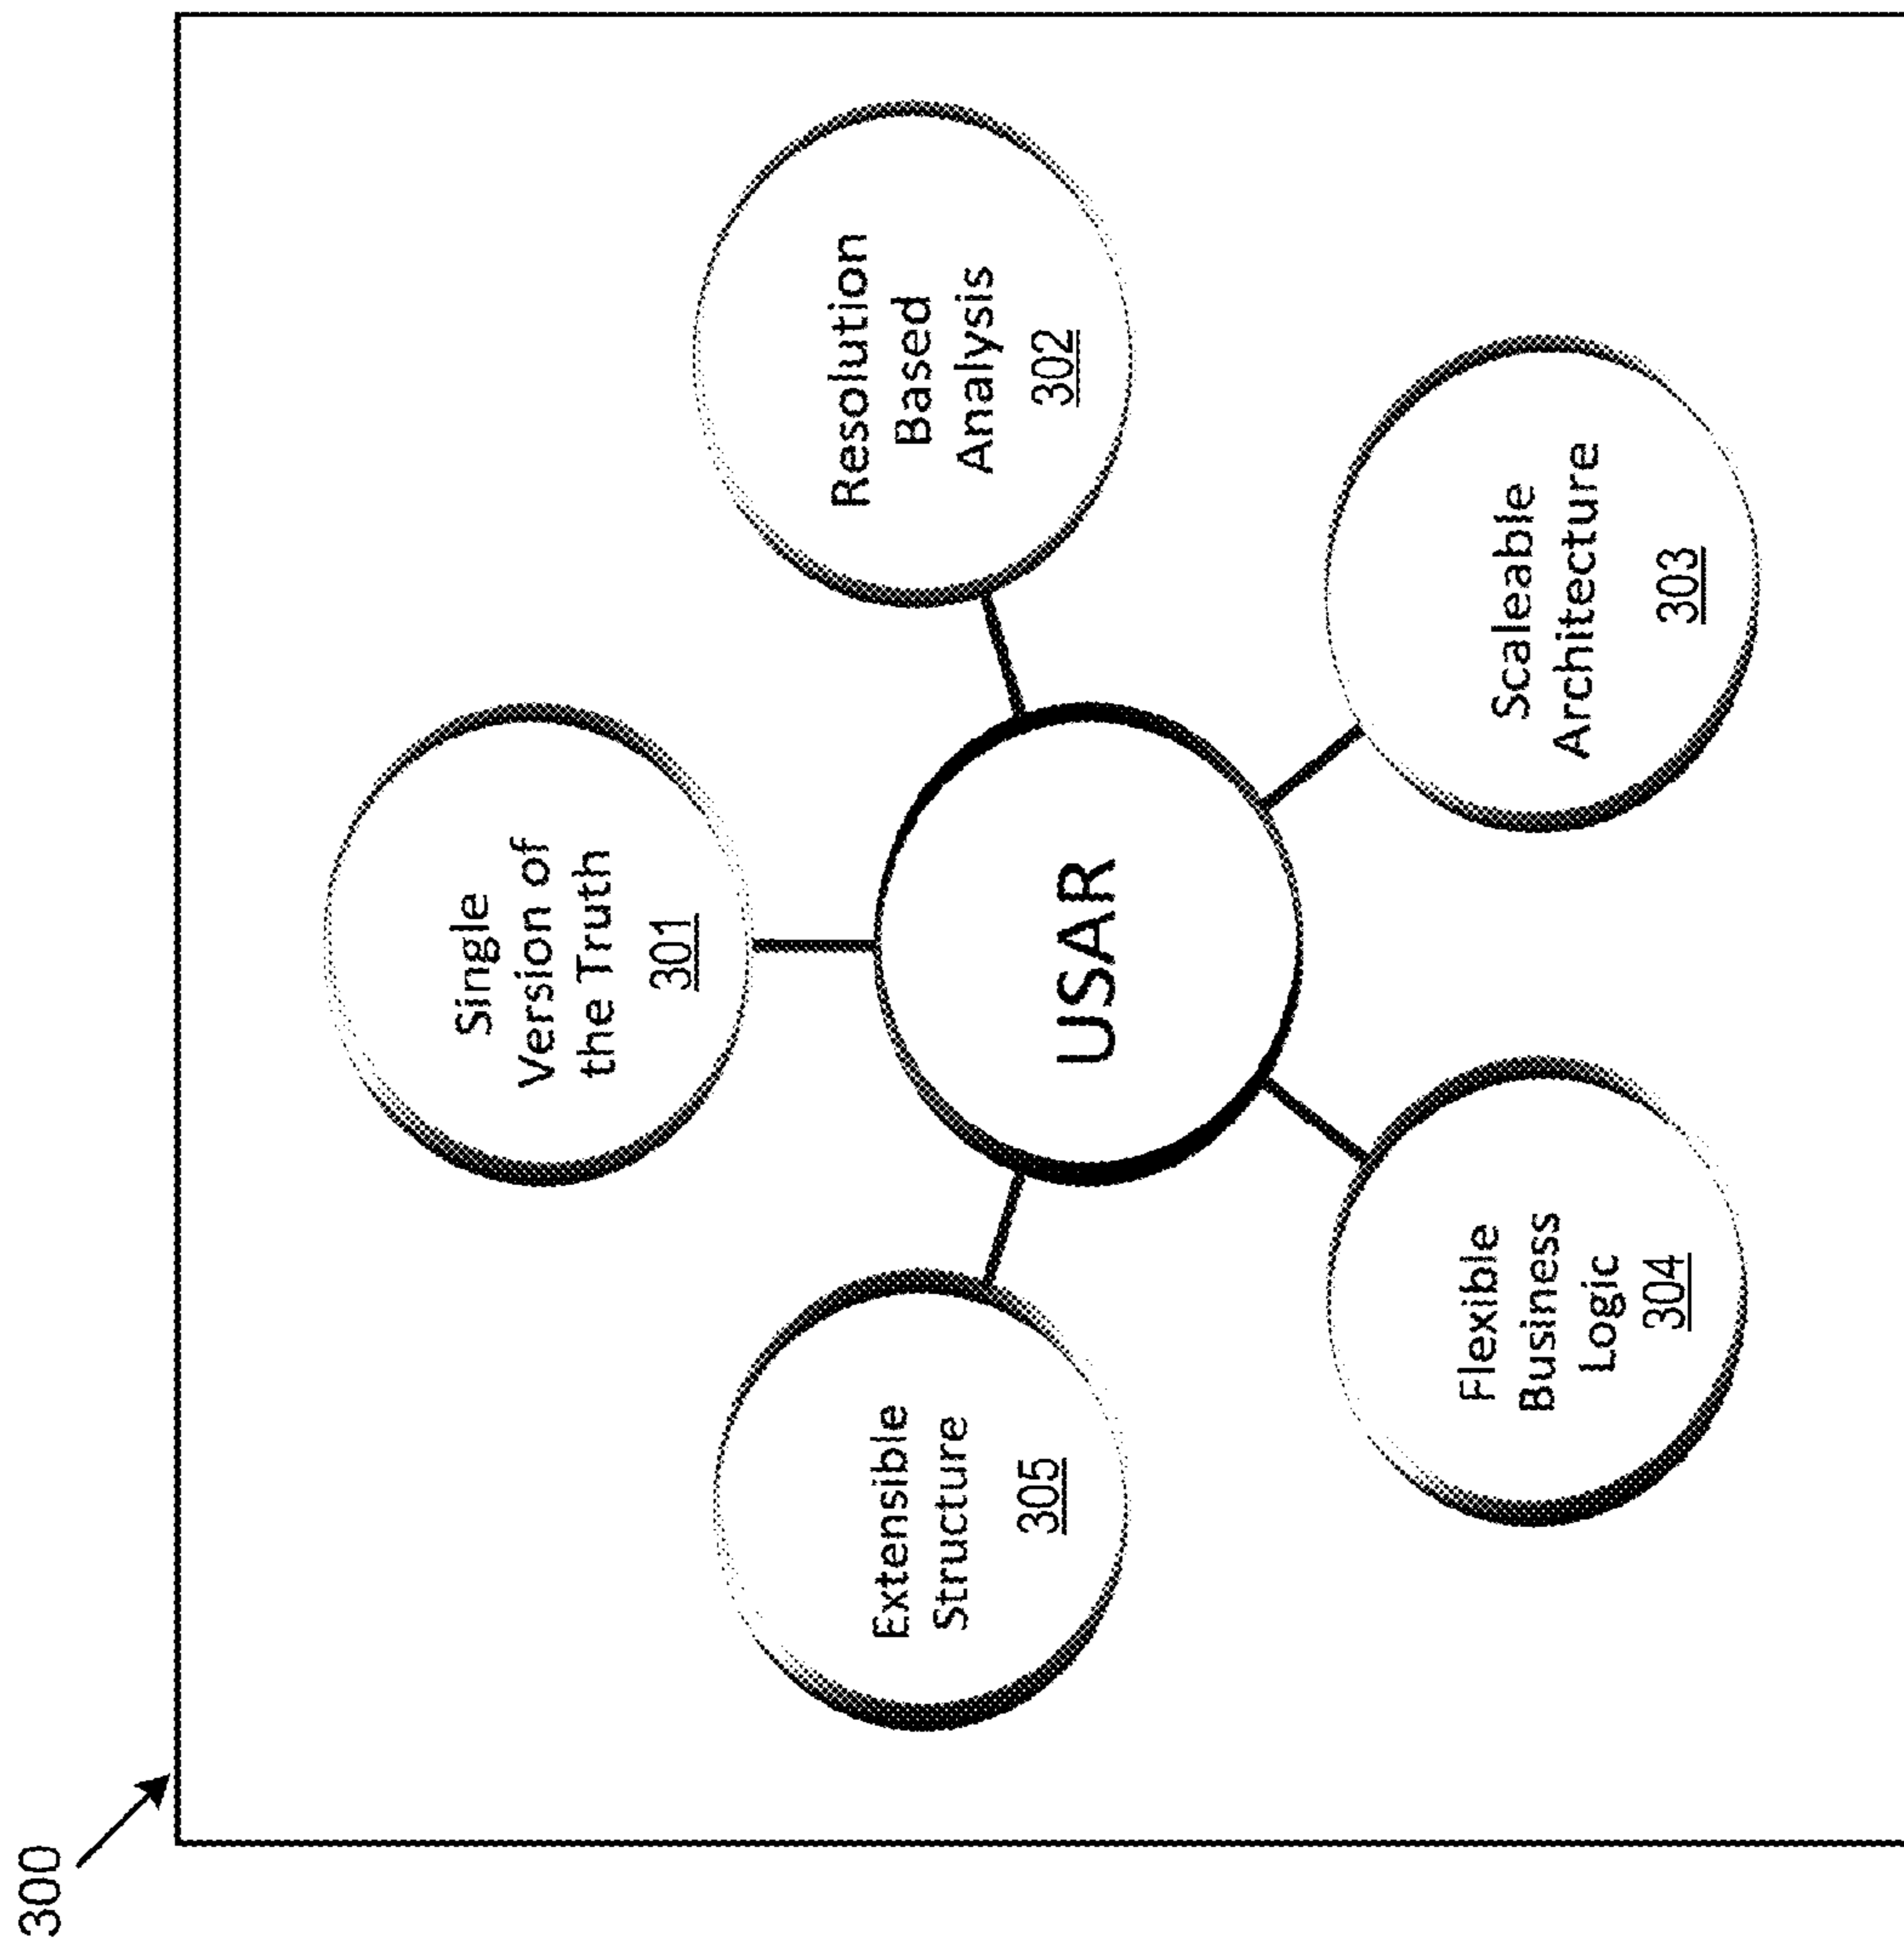 300
Single
Version of
the Truth
301
Resolution
Based
Analysis
302
USAR
Extensible
Structure
305
Scaleable
Architecture
303
Flexible
Business
Logic
304